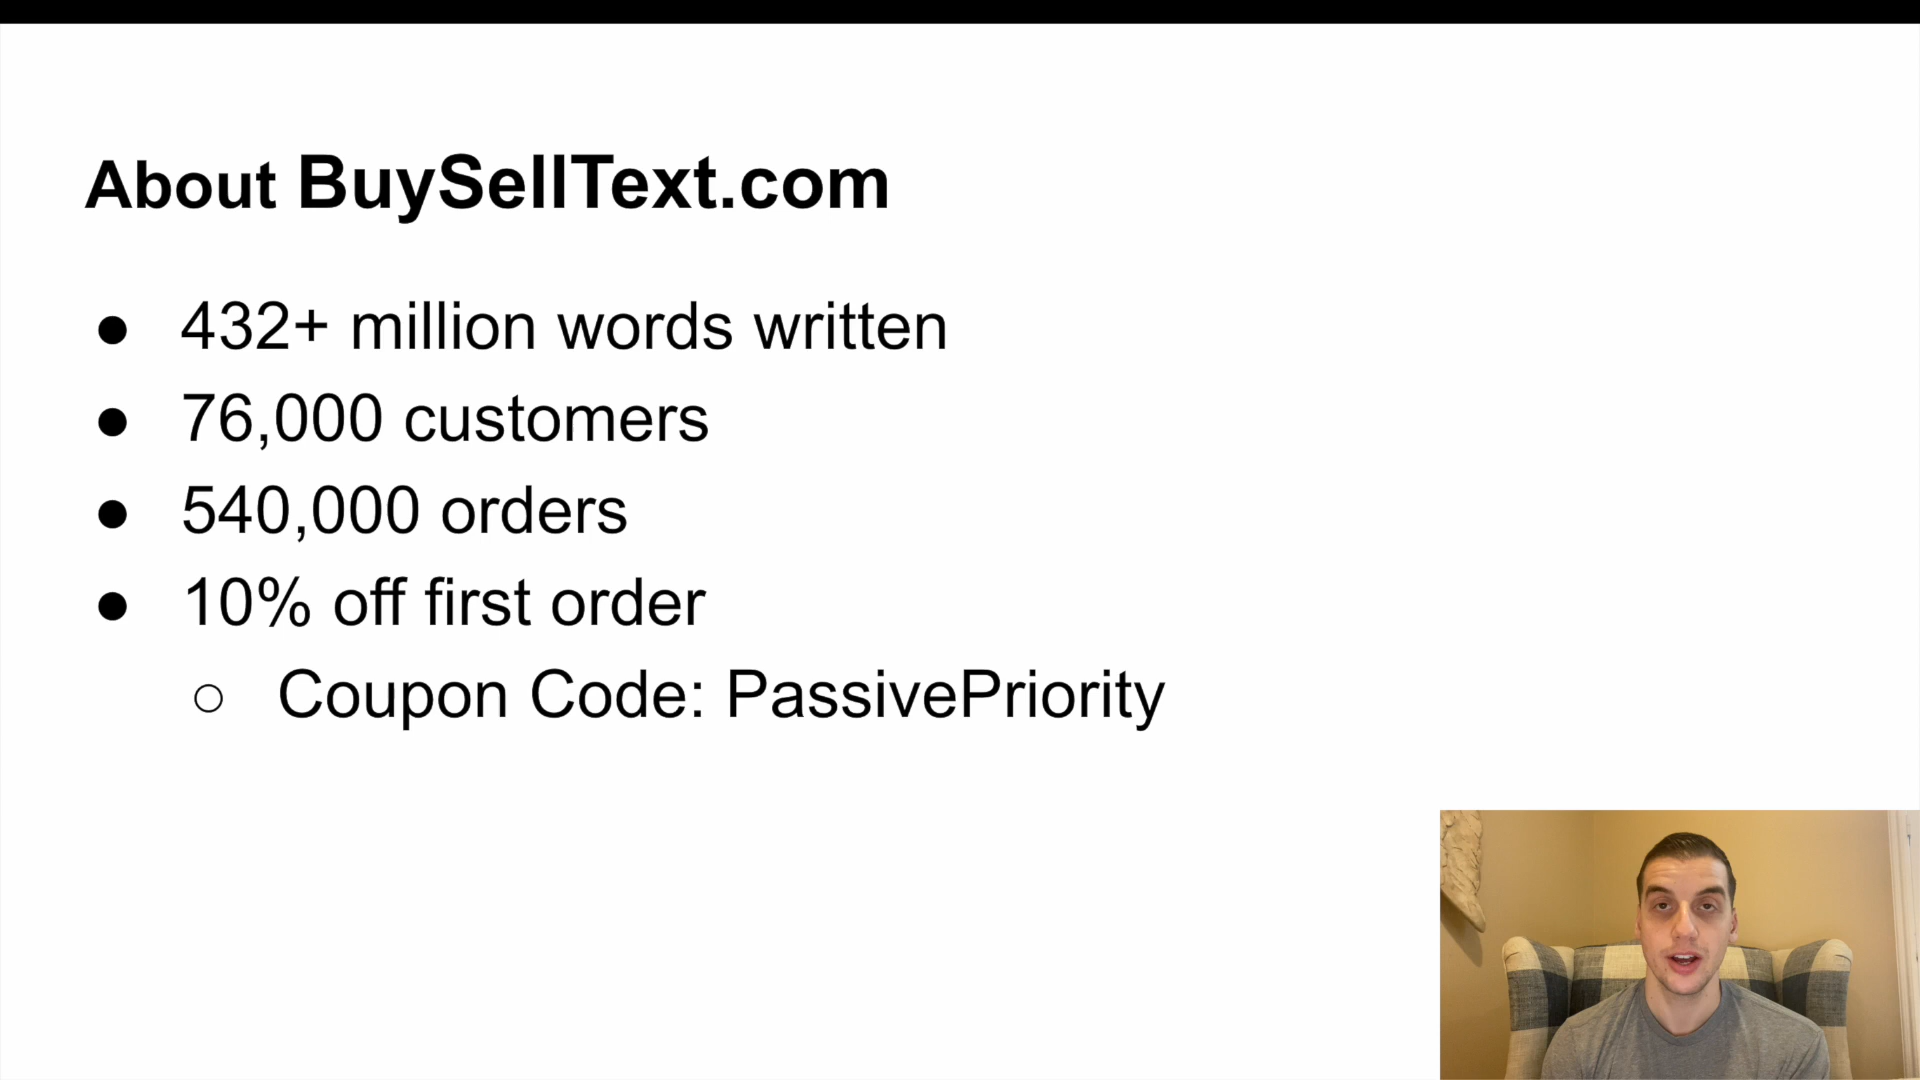 About BuySellText.com
● 432+ million words written
● 76,000 customers
● 540,000 orders
● 10% off first order
○ Coupon Code: PassivePriority